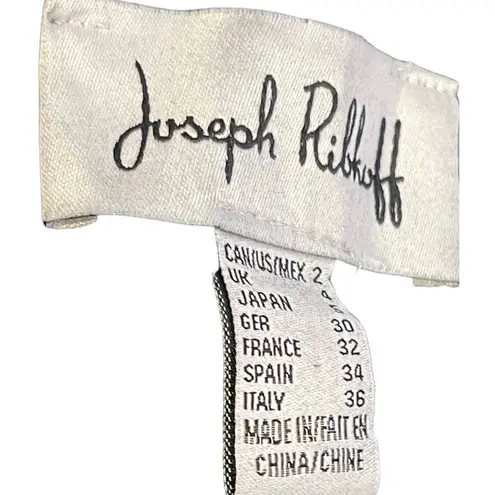 Joseph Ribkoff
CAN/US/MEX 2
UK 4
JAPAN
GER 30
FRANCE 32
SPAIN 34
ITALY 36
MADE IN/FAIT EN
CHINA/CHINE